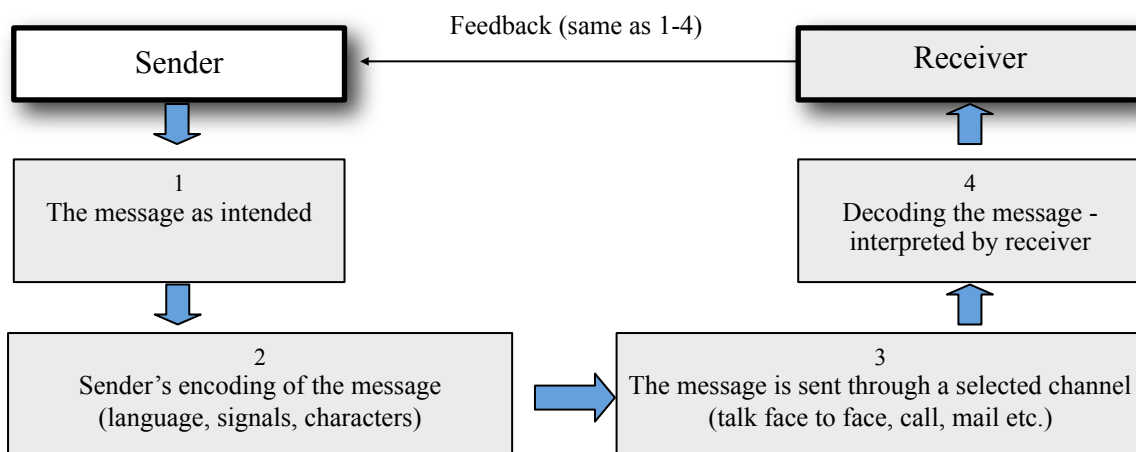 Feedback (same as 1-4)
Sender
Receiver
1
The message as intended
2
Sender’s encoding of the message
(language, signals, characters)
3
The message is sent through a selected channel
(talk face to face, call, mail etc.)
4
Decoding the message -
interpreted by receiver